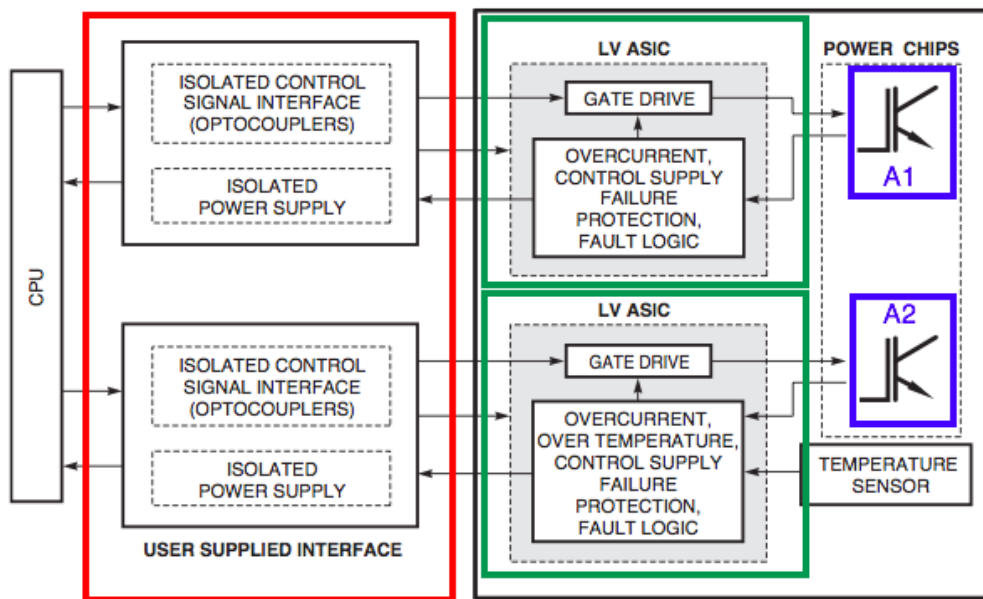 CPU
ISOLATED CONTROL
SIGNAL INTERFACE
(OPTOCOUPLERS)
ISOLATED
POWER SUPPLY
LV ASIC
GATE DRIVE
OVERCURRENT,
CONTROL SUPPLY
FAILURE
PROTECTION,
FAULT LOGIC
POWER CHIPS
A1
ISOLATED CONTROL
SIGNAL INTERFACE
(OPTOCOUPLERS)
ISOLATED
POWER SUPPLY
USER SUPPLIED INTERFACE
LV ASIC
GATE DRIVE
OVERCURRENT,
OVER TEMPERATURE,
CONTROL SUPPLY
FAILURE
PROTECTION,
FAULT LOGIC
A2
TEMPERATURE
SENSOR